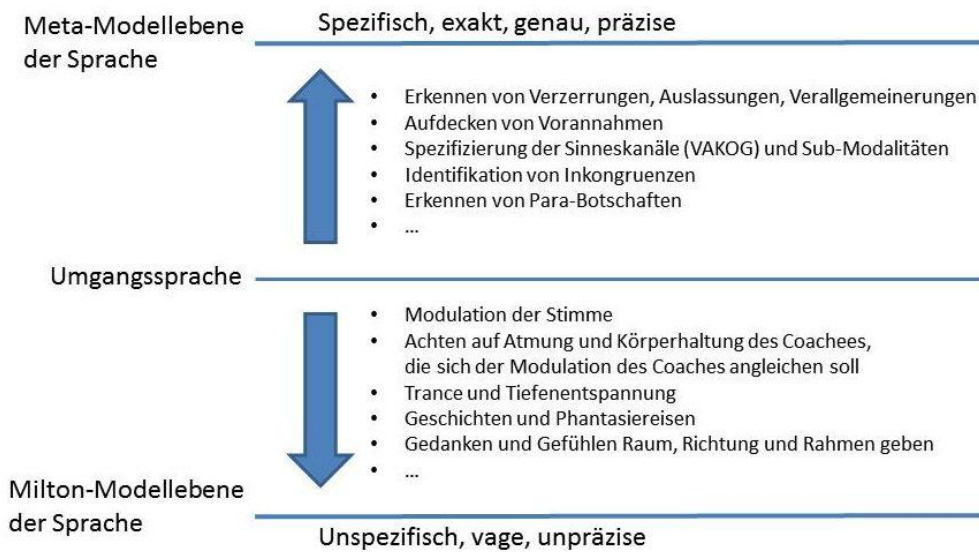 Meta-Modellebene
der Sprache
Spezifisch, exakt, genau, präzise
• Erkennen von Verzerrungen, Auslassungen, Verallgemeinerungen
• Aufdecken von Vorannahmen
• Spezifizierung der Sinneskanäle (VAKOG) und Sub-Modalitäten
• Identifikation von Inkongruenzen
• Erkennen von Para-Botschaften
• ...
Umgangssprache
• Modulation der Stimme
• Achten auf Atmung und Körperhaltung des Coachees,
die sich der Modulation des Coaches angleichen soll
• Trance und Tiefenentspannung
• Geschichten und Phantasiereisen
• Gedanken und Gefühlen Raum, Richtung und Rahmen geben
• ...
Milton-Modellebene
der Sprache
Unspezifisch, vage, unpräzise